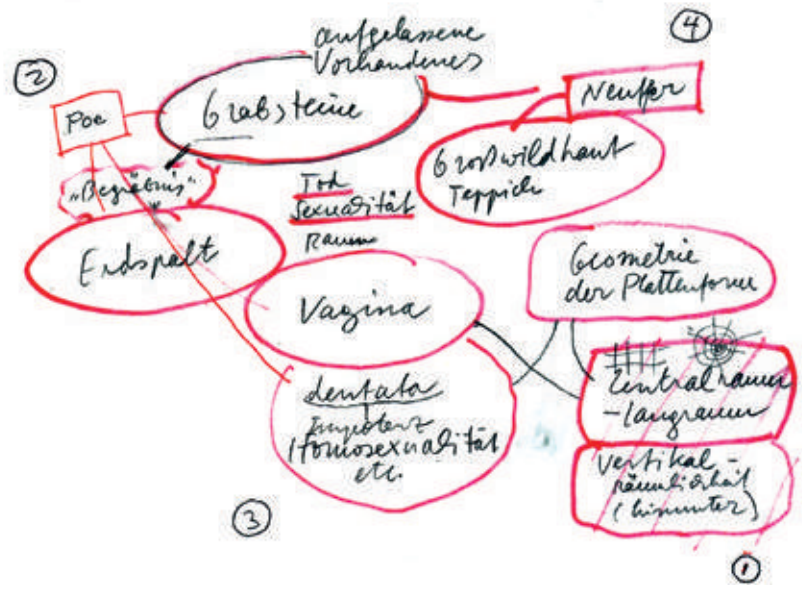 aufgelassene
Vorhandenes
④
②
Poe
Grabsteine
Neuffer
Großwildhaut
Teppich
„Begräbnis“
Tod
Sexualität
Raum
Erdspalt
Vagina
Geometrie
der Plattenform
dentata
Impotenz
Homosexualität
etc.
Zentralraum
-Langraum
Vertikal-
räumlichkeit
(hinunter)
③
①